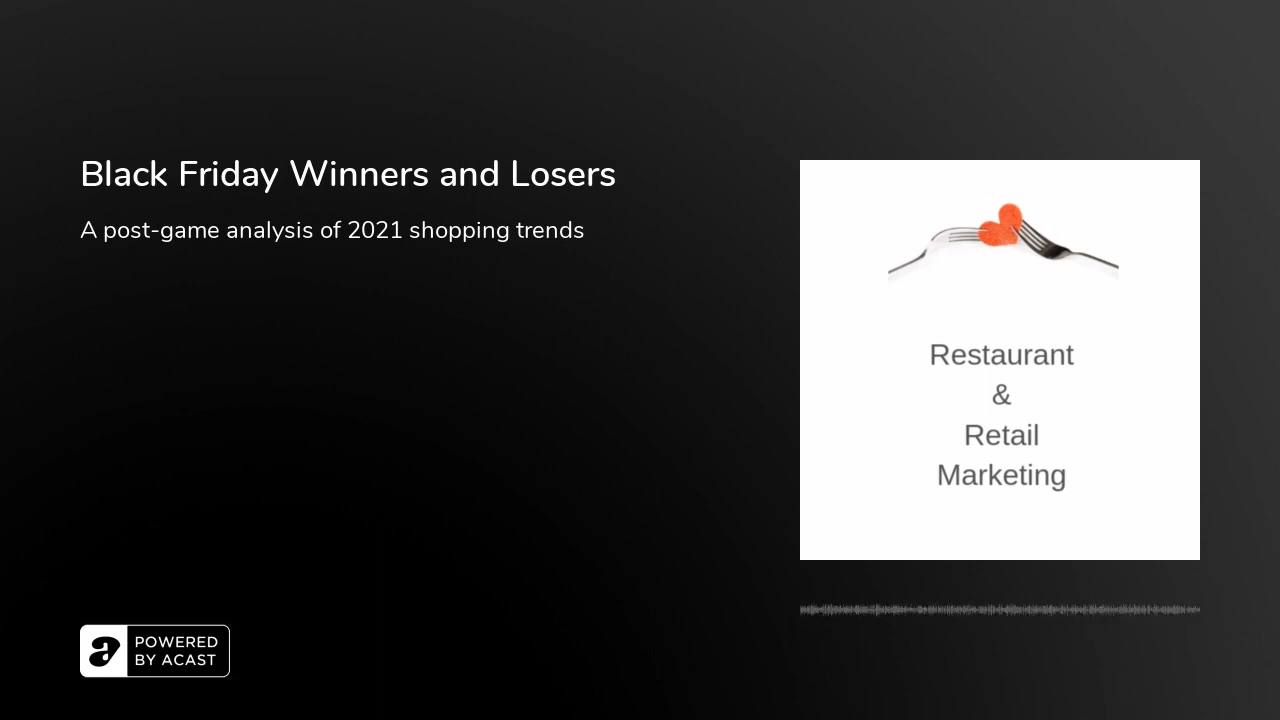 Black Friday Winners and Losers
A post-game analysis of 2021 shopping trends
Restaurant
&
Retail
Marketing
a POWERED
BY ACAST